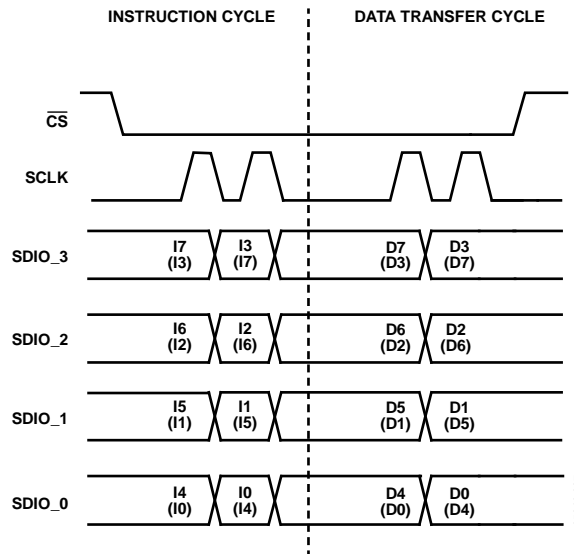 INSTRUCTION CYCLE
DATA TRANSFER CYCLE
CS
SCLK
SDIO_3
I7
(I3)
I3
(I7)
D7
(D3)
D3
(D7)
SDIO_2
I6
(I2)
I2
(I6)
D6
(D2)
D2
(D6)
SDIO_1
I5
(I1)
I1
(I5)
D5
(D1)
D1
(D5)
SDIO_0
I4
(I0)
I0
(I4)
D4
(D0)
D0
(D4)